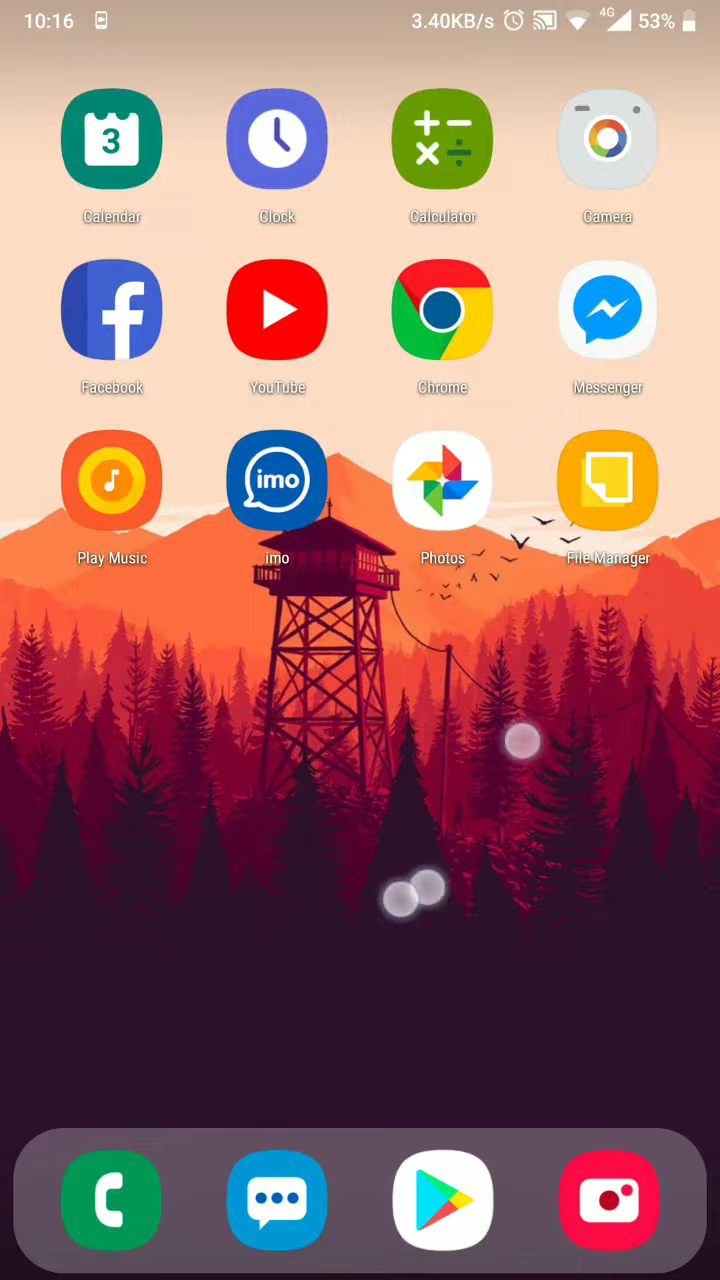 10:16 3.40KB/s 4G 53%
3
Calendar Clock Calculator Camera
Facebook YouTube Chrome Messenger
imo
Play Music imo Photos File Manager